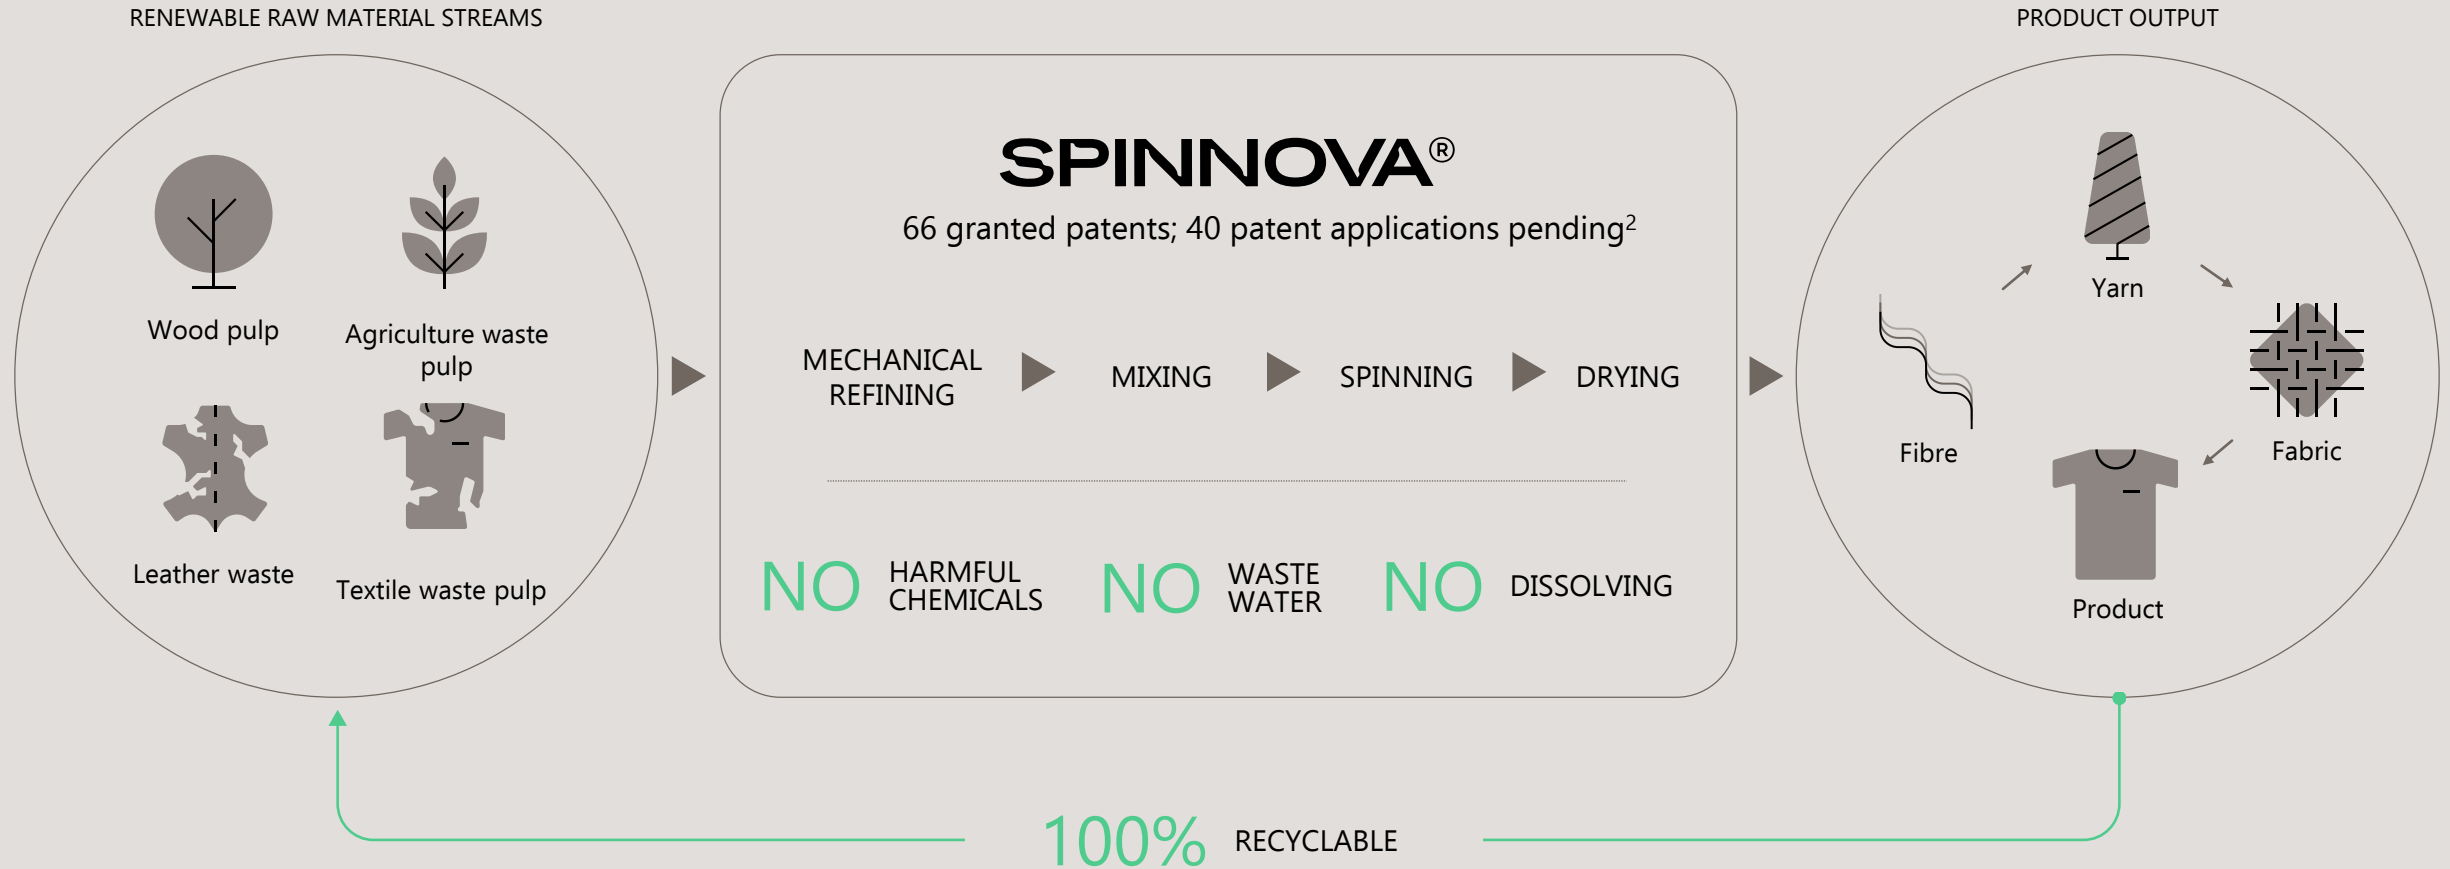 RENEWABLE RAW MATERIAL STREAMS
Wood pulp
Agriculture waste
pulp
Leather waste
Textile waste pulp
SPINNOVA®
66 granted patents; 40 patent applications pending²
MECHANICAL
REFINING
MIXING
SPINNING
DRYING
NO HARMFUL
CHEMICALS
NO WASTE
WATER
NO DISSOLVING
PRODUCT OUTPUT
Yarn
Fibre
Fabric
Product
100% RECYCLABLE